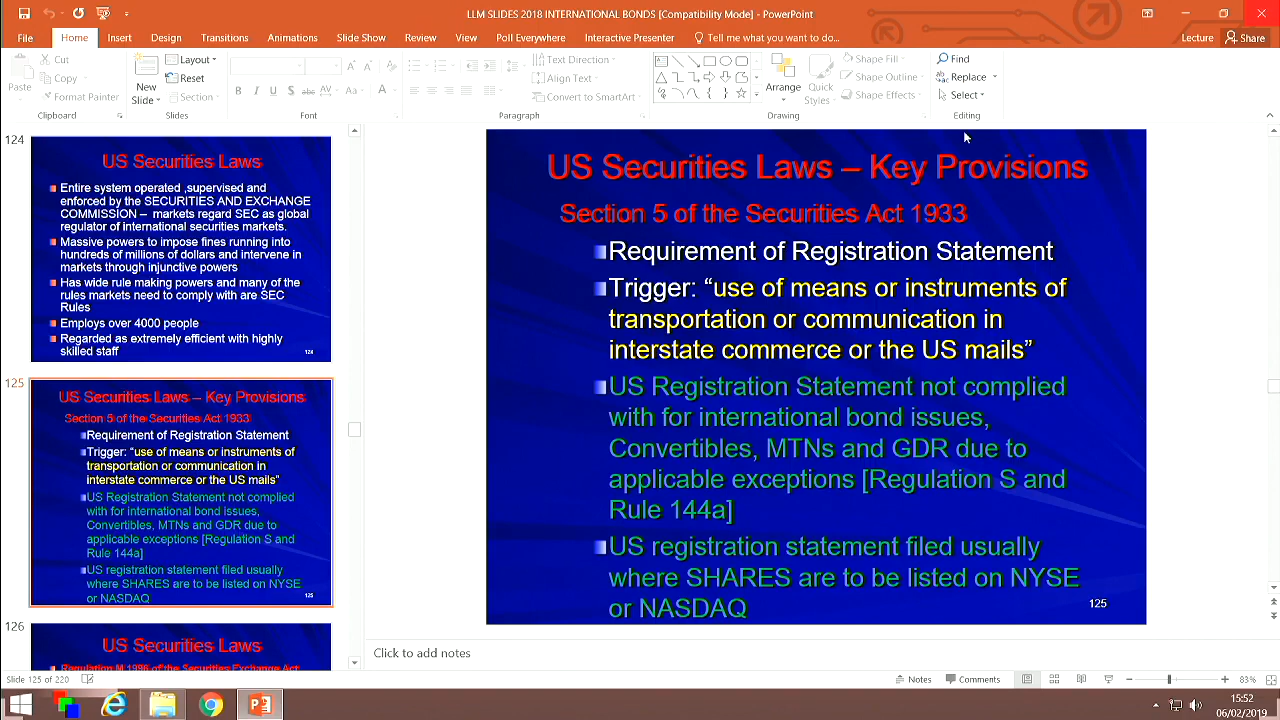 LLM SLIDES 2018 INTERNATIONAL BONDS [Compatibility Mode] - PowerPoint
File Home Insert Design Transitions Animations Slide Show Review View Poll Everywhere Interactive Presenter Tell me what you want to do... Lecture Share
Paste
Cut
Copy
Format Painter
Clipboard
New
Slide
Layout
Reset
Section
Slides
Font
Text Direction
Align Text
Convert to SmartArt
Paragraph
Arrange
Quick
Styles
Shape Fill
Shape Outline
Shape Effects
Drawing
Find
Replace
Select
Editing
124
US Securities Laws
Entire system operated ,supervised and
enforced by the SECURITIES AND EXCHANGE
COMMISSION – markets regard SEC as global
regulator of international securities markets.
Massive powers to impose fines running into
hundreds of millions of dollars and intervene in
markets through injunctive powers
Has wide rule making powers and many of the
rules markets need to comply with are SEC
Rules
Employs over 4000 people
Regarded as extremely efficient with highly
skilled staff
124
125
US Securities Laws – Key Provisions
Section 5 of the Securities Act 1933
Requirement of Registration Statement
Trigger: “use of means or instruments of
transportation or communication in
interstate commerce or the US mails”
US Registration Statement not complied
with for international bond issues,
Convertibles, MTNs and GDR due to
applicable exceptions [Regulation S and
Rule 144a]
US registration statement filed usually
where SHARES are to be listed on NYSE
or NASDAQ
125
126
US Securities Laws
Regulation M 1996 of the Securities Exchange Act
US Securities Laws – Key Provisions
Section 5 of the Securities Act 1933
Requirement of Registration Statement
Trigger: “use of means or instruments of
transportation or communication in
interstate commerce or the US mails”
US Registration Statement not complied
with for international bond issues,
Convertibles, MTNs and GDR due to
applicable exceptions [Regulation S and
Rule 144a]
US registration statement filed usually
where SHARES are to be listed on NYSE
or NASDAQ
125
Click to add notes
Slide 125 of 220
Notes Comments 83%
15:52
06/02/2019